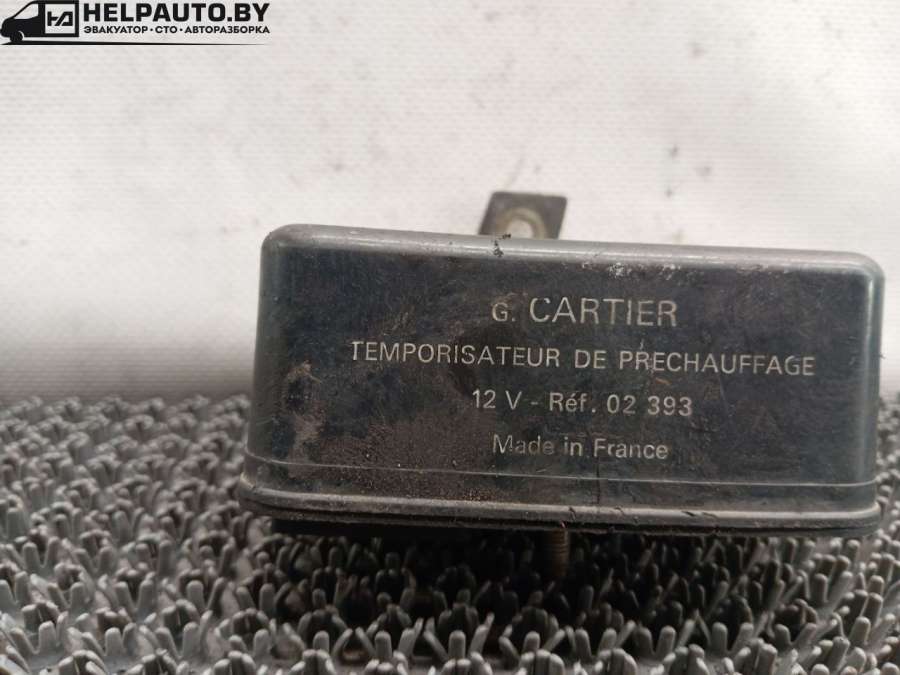 HELPAUTO.BY
ЭВАКУАТОР • СТО • АВТОРАЗБОРКА
G. CARTIER
TEMPORISATEUR DE PRECHAUFFAGE
12 V - Réf. 02 393
Made in France